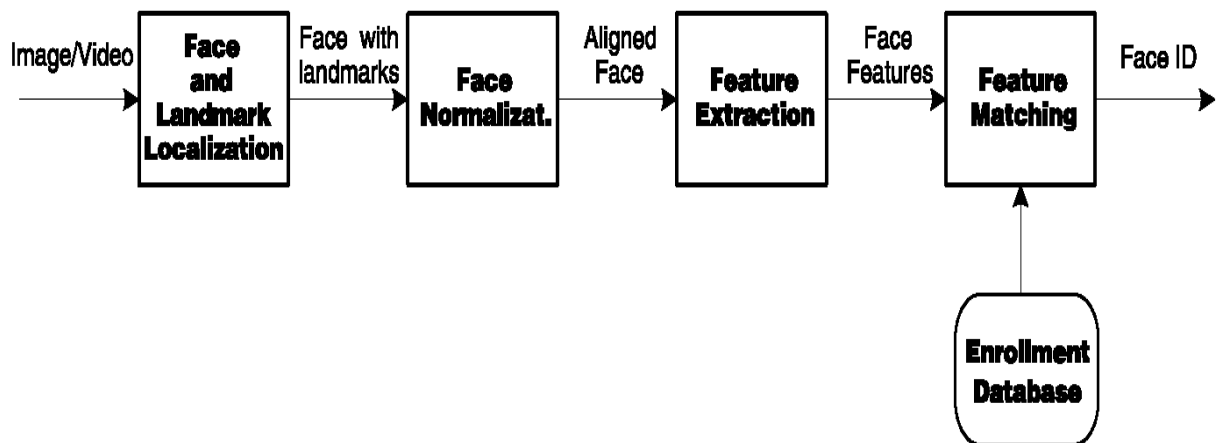 Image/Video
Face
and
Landmark
Localization
Face with
landmarks
Face
Normalizat.
Aligned
Face
Feature
Extraction
Face
Features
Feature
Matching
Face ID
Enrollment
Database